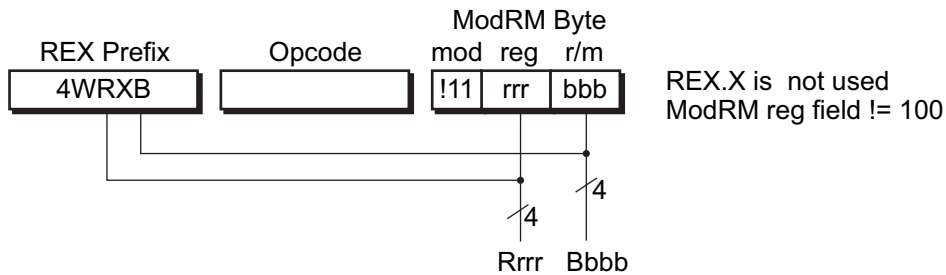 ModRM Byte
REX Prefix Opcode mod reg r/m
4WRXB !11 rrr bbb
REX.X is not used
ModRM reg field != 100
4
4
Rrrr Bbbb